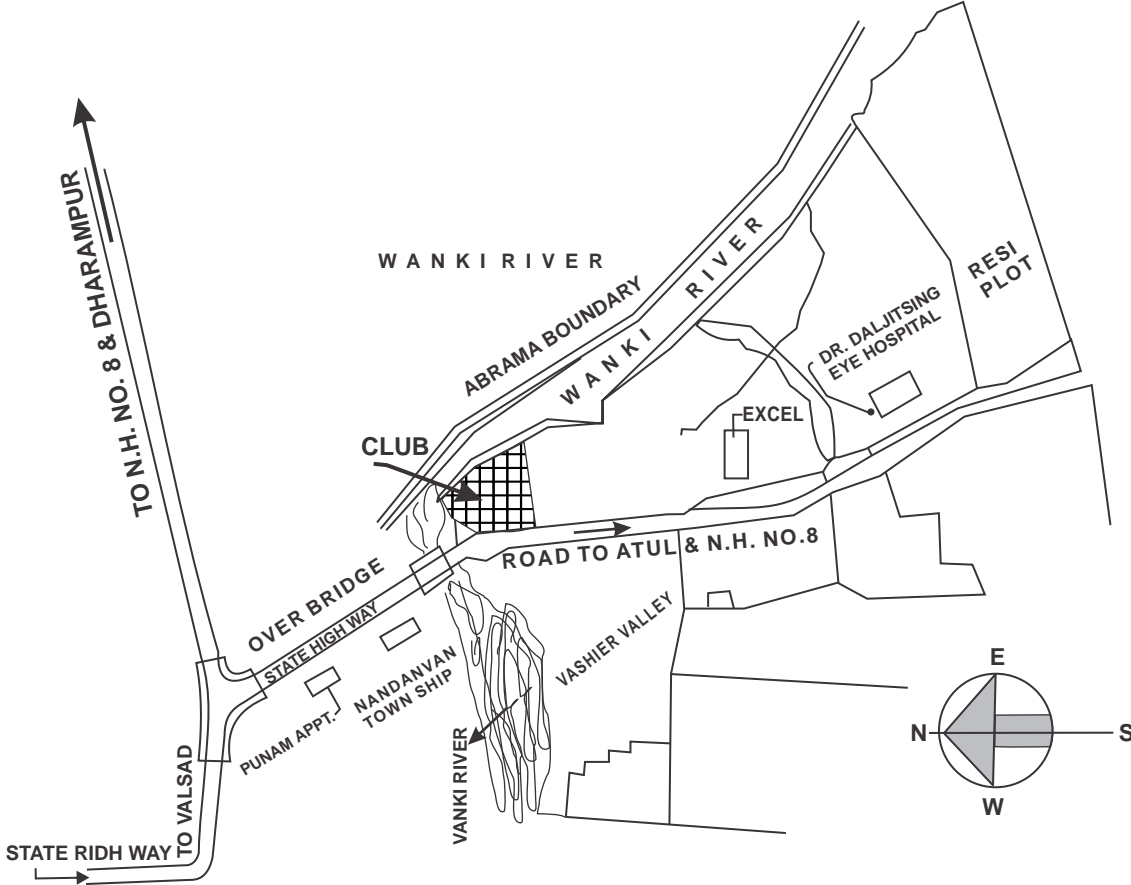 TO N.H. NO. 8 & DHARAMPUR
WANKI RIVER
ABRAMA BOUNDARY
WANKI RIVER
RESI
PLOT
DR. DALJITSING
EYE HOSPITAL
EXCEL
CLUB
ROAD TO ATUL & N.H. NO.8
OVER BRIDGE
STATE HIGH WAY
PUNAM APPT.
NANDANVAN
TOWN SHIP
VASHIER VALLEY
VANKI RIVER
TO VALSAD
STATE RIDH WAY
E
N
S
W